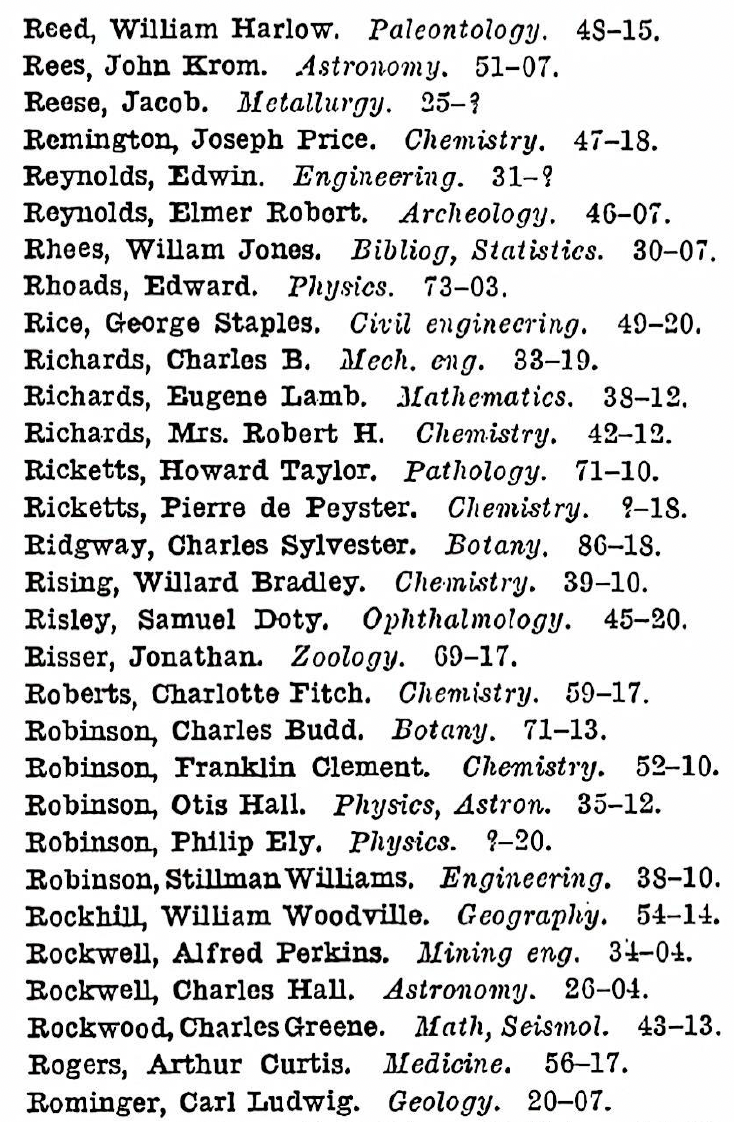 Reed, William Harlow. Paleontology. 48–15.
Rees, John Krom. Astronomy. 51–07.
Reese, Jacob. Metallurgy. 25–?
Remington, Joseph Price. Chemistry. 47–18.
Reynolds, Edwin. Engineering. 31–?
Reynolds, Elmer Robert. Archeology. 46–07.
Rhees, Willam Jones. Bibliog, Statistics. 30–07.
Rhoads, Edward. Physics. 73–03.
Rice, George Staples. Civil engineering. 49–20.
Richards, Charles B. Mech. eng. 33–19.
Richards, Eugene Lamb. Mathematics. 38–12.
Richards, Mrs. Robert H. Chemistry. 42–12.
Ricketts, Howard Taylor. Pathology. 71–10.
Ricketts, Pierre de Peyster. Chemistry. ?–18.
Ridgway, Charles Sylvester. Botany. 86–18.
Rising, Willard Bradley. Chemistry. 39–10.
Risley, Samuel Doty. Ophthalmology. 45–20.
Risser, Jonathan. Zoology. 69–17.
Roberts, Charlotte Fitch. Chemistry. 59–17.
Robinson, Charles Budd. Botany. 71–13.
Robinson, Franklin Clement. Chemistry. 52–10.
Robinson, Otis Hall. Physics, Astron. 35–12.
Robinson, Philip Ely. Physics. ?–20.
Robinson, Stillman Williams. Engineering. 38–10.
Rockhill, William Woodville. Geography. 54–14.
Rockwell, Alfred Perkins. Mining eng. 34–04.
Rockwell, Charles Hall. Astronomy. 26–04.
Rockwood, Charles Greene. Math, Seismol. 43–13.
Rogers, Arthur Curtis. Medicine. 56–17.
Rominger, Carl Ludwig. Geology. 20–07.